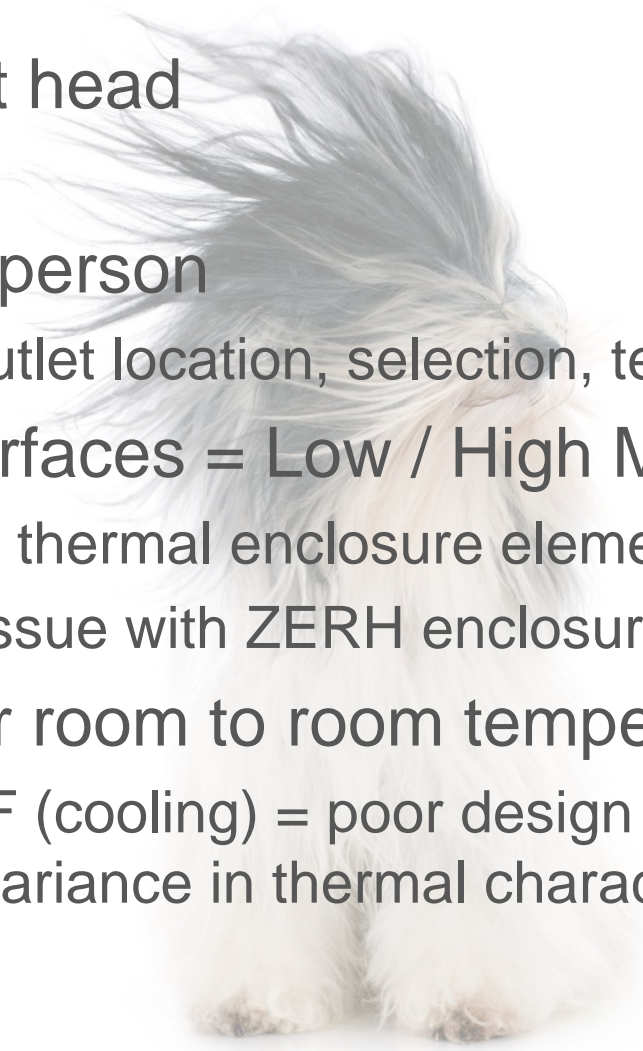 t head
person
utlet location, selection, te
rfaces = Low / High M
thermal enclosure eleme
ssue with ZERH enclosur
r room to room tempe
F (cooling) = poor design
ariance in thermal charac